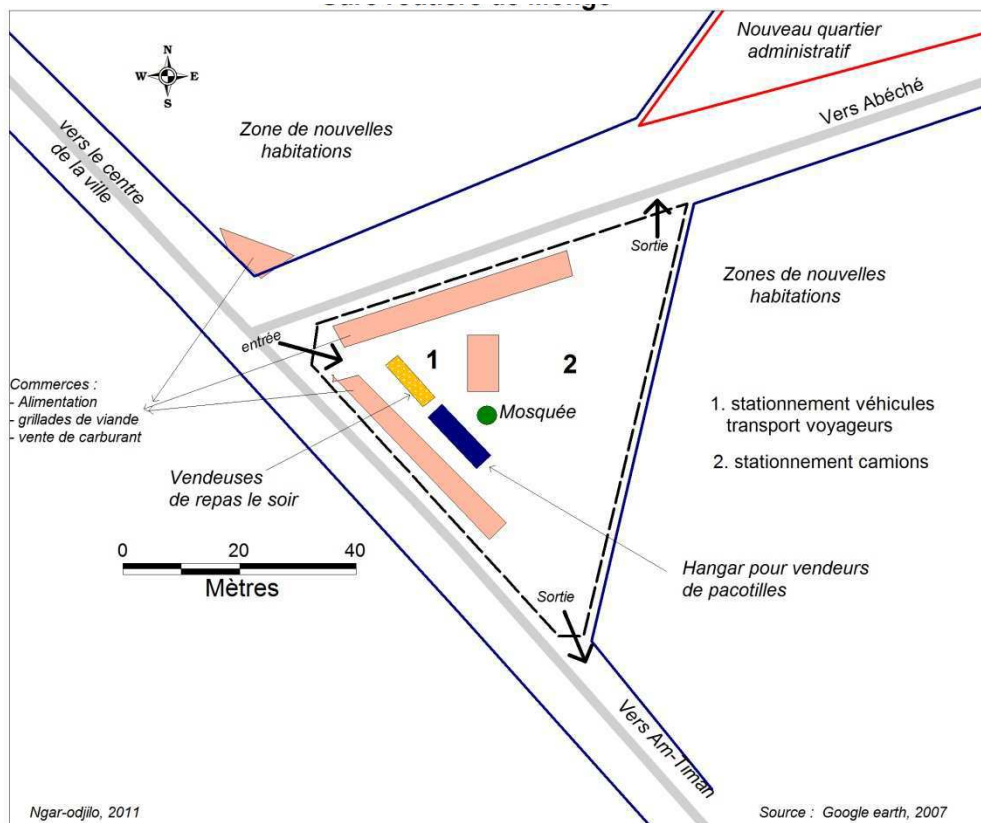 Nouveau quartier
administratif
N
W E
S
Vers Abéché
vers le centre
de la ville
Zone de nouvelles
habitations
Sortie
Zones de nouvelles
habitations
entrée
1
2
Commerces :
- Alimentation
- grillades de viande
- vente de carburant
Mosquée
1. stationnement véhicules
transport voyageurs
2. stationnement camions
Vendeuses
de repas le soir
0 20 40
Mètres
Hangar pour vendeurs
de pacotilles
Sortie
Vers Am-Timan
Ngar-odjilo, 2011
Source : Google earth, 2007